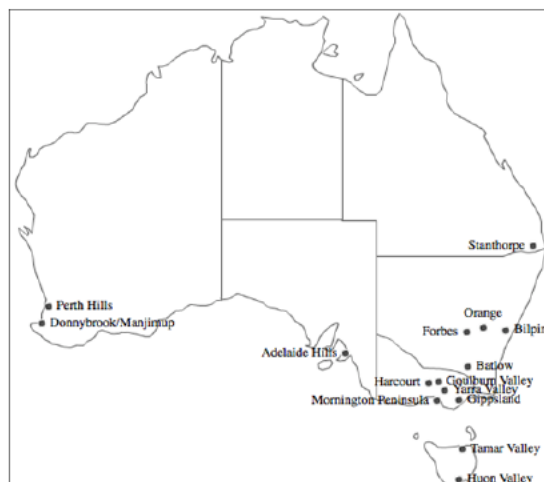 Stanthorpe
Perth Hills
Orange
Donnybrook/Manjimup
Forbes
Bilpin
Adelaide Hills
Batlow
Harcourt
Goulburn Valley
Yarra Valley
Mornington Peninsula
Gippsland
Tamar Valley
Huon Valley